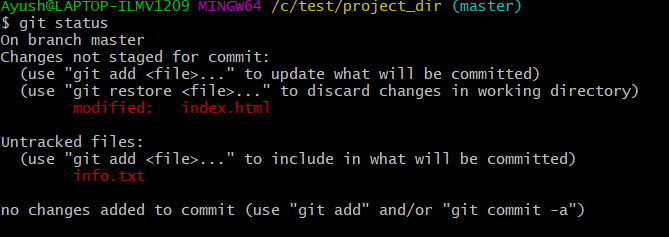 Ayush@LAPTOP-ILMV12O9 MINGW64 /c/test/project_dir (master)
$ git status
On branch master
Changes not staged for commit:
  (use "git add <file>..." to update what will be committed)
  (use "git restore <file>..." to discard changes in working directory)
        modified:   index.html

Untracked files:
  (use "git add <file>..." to include in what will be committed)
        info.txt

no changes added to commit (use "git add" and/or "git commit -a")